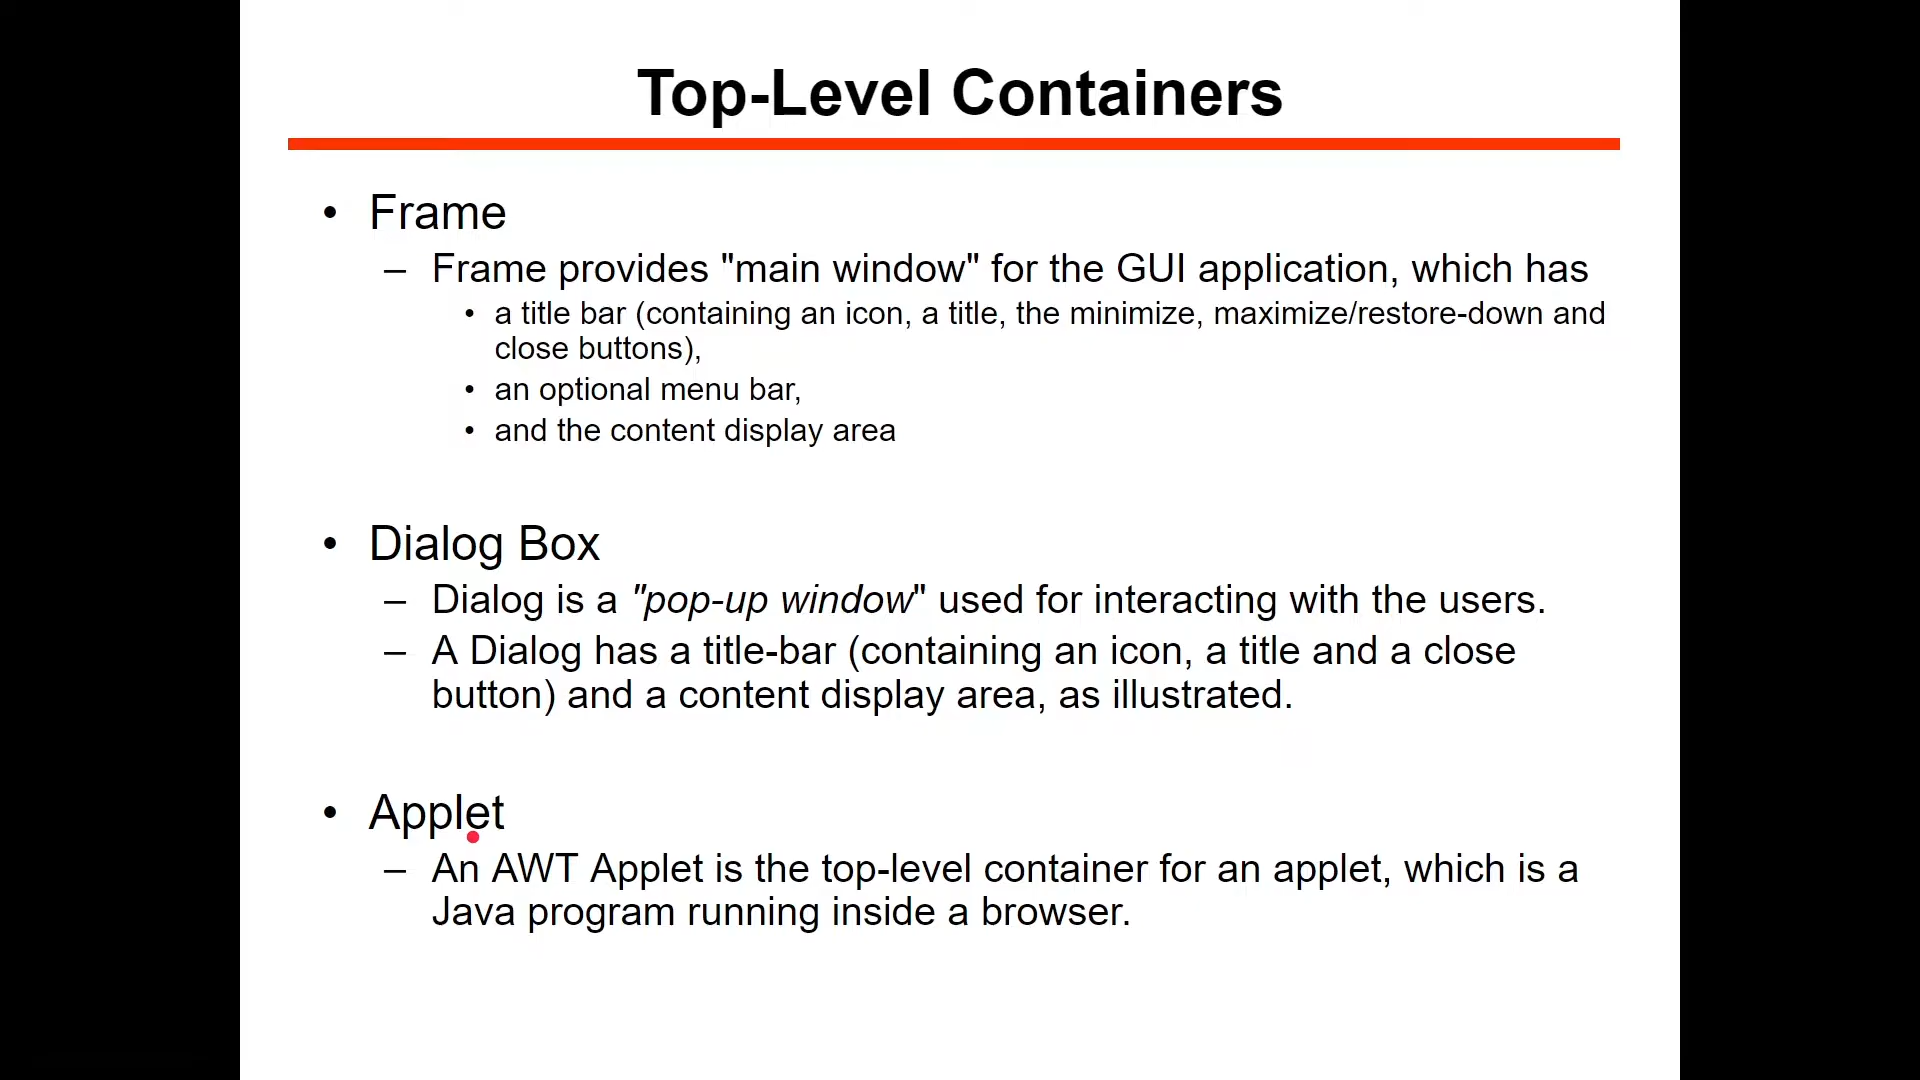 Top-Level Containers
• Frame
– Frame provides "main window" for the GUI application, which has
• a title bar (containing an icon, a title, the minimize, maximize/restore-down and
close buttons),
• an optional menu bar,
• and the content display area
• Dialog Box
– Dialog is a "pop-up window" used for interacting with the users.
– A Dialog has a title-bar (containing an icon, a title and a close
button) and a content display area, as illustrated.
• Applet
– An AWT Applet is the top-level container for an applet, which is a
Java program running inside a browser.